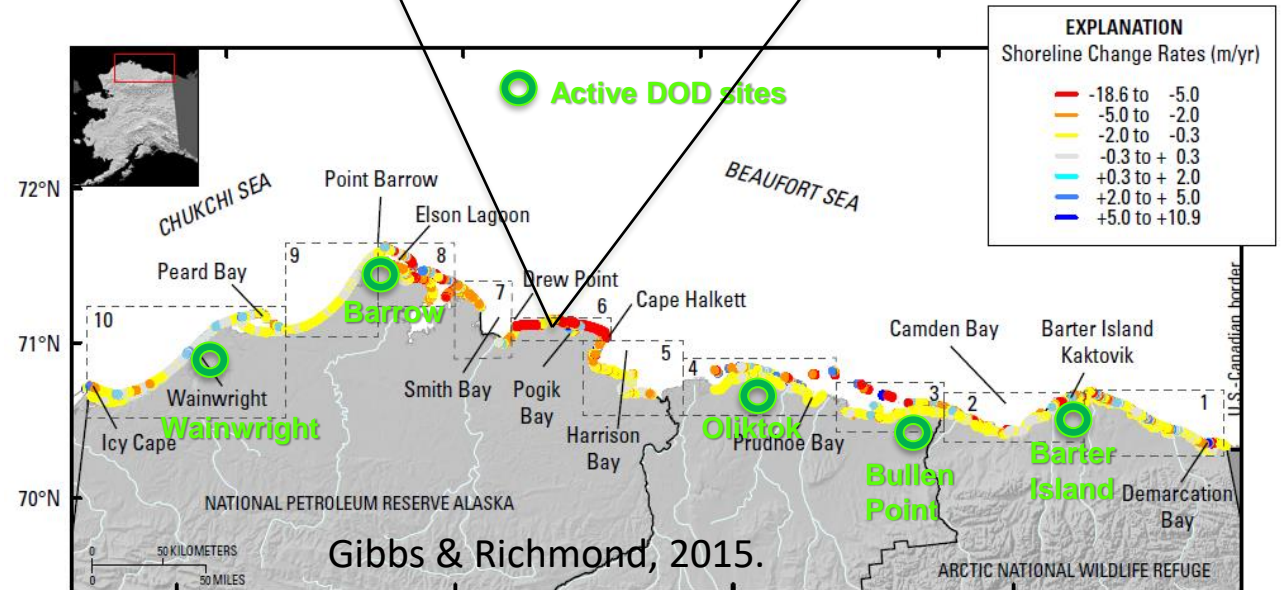 EXPLANATION
Shoreline Change Rates (m/yr)
-18.6 to -5.0
-5.0 to -2.0
-2.0 to -0.3
-0.3 to + 0.3
+0.3 to + 2.0
+2.0 to + 5.0
+5.0 to +10.9
Active DOD sites
72°N
71°N
70°N
CHUKCHI SEA
BEAUFORT SEA
Point Barrow
Elson Lagoon
Peard Bay
Drew Point
Cape Halkett
Camden Bay
Barter Island
Kaktovik
U.S.-Canadian border
10
9
8
7
6
5
4
3
2
1
Barrow
Wainwright
Wainwright
Icy Cape
Smith Bay
Pogik
Bay
Harrison
Bay
Oliktok
Prudhoe Bay
Bullen
Point
Barter
Island
Demarcation
Bay
NATIONAL PETROLEUM RESERVE ALASKA
ARCTIC NATIONAL WILDLIFE REFUGE
0 50 KILOMETERS
0 50 MILES
Gibbs & Richmond, 2015.